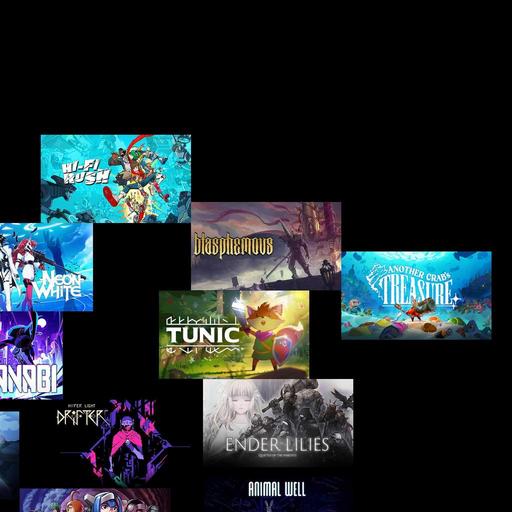 HI-FI
RUSH
blasphemous
NEON
WHITE
ANOTHER CRAB'S
TREASURE
TUNIC
ANABI
HYPER LIGHT
DRIFTER
ENDER LILIES
QUIETUS OF THE KNIGHTS
ANIMAL WELL